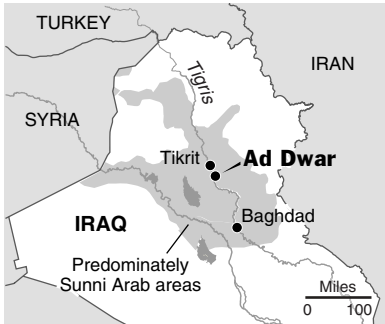 TURKEY
IRAN
Tigris
SYRIA
Tikrit
Ad Dwar
IRAQ
Baghdad
Predominately
Sunni Arab areas
Miles
0 100